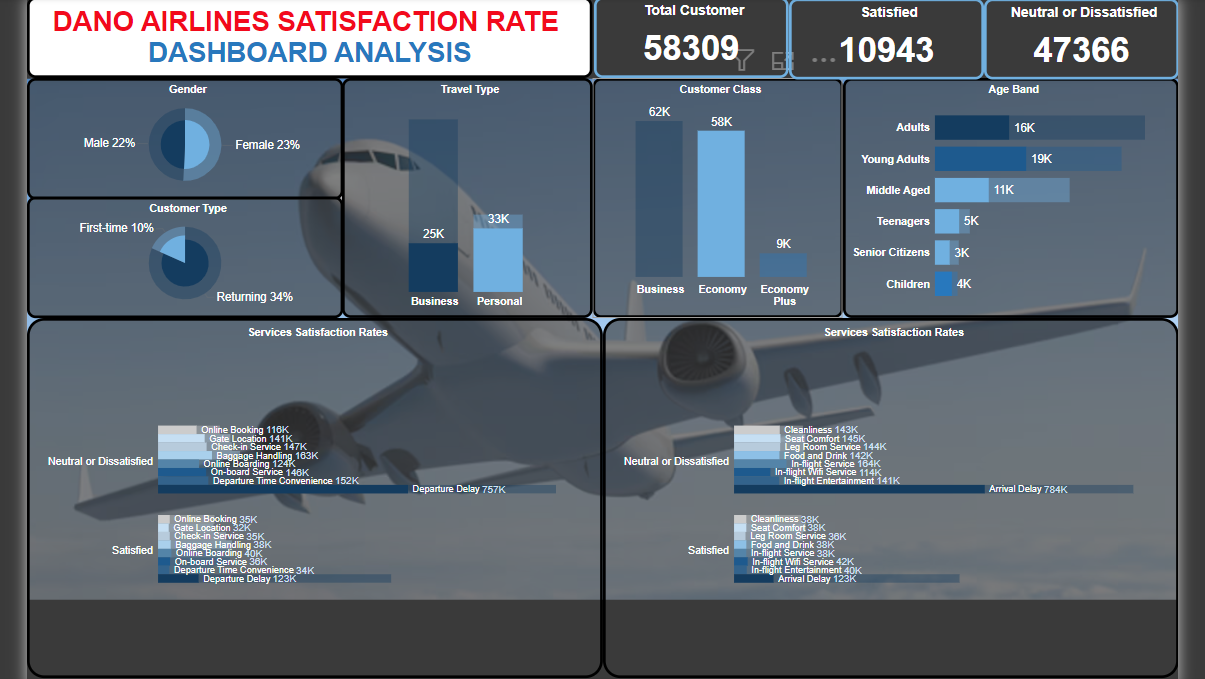 DANO AIRLINES SATISFACTION RATE
DASHBOARD ANALYSIS
Total Customer
58309
Satisfied
10943
Neutral or Dissatisfied
47366
Gender
Male 22%
Female 23%
Customer Type
First-time 10%
Returning 34%
Travel Type
25K
33K
Business
Personal
Customer Class
62K
58K
9K
Business
Economy
Economy
Plus
Age Band
Adults 16K
Young Adults 19K
Middle Aged 11K
Teenagers 5K
Senior Citizens 3K
Children 4K
Services Satisfaction Rates
Neutral or Dissatisfied
Online Booking 116K
Gate Location 141K
Check-in Service 147K
Baggage Handling 163K
Online Boarding 124K
On-board Service 146K
Departure Time Convenience 152K
Departure Delay 757K
Satisfied
Online Booking 35K
Gate Location 32K
Check-in Service 35K
Baggage Handling 38K
Online Boarding 40K
On-board Service 36K
Departure Time Convenience 34K
Departure Delay 123K
Services Satisfaction Rates
Neutral or Dissatisfied
Cleanliness 143K
Seat Comfort 145K
Leg Room Service 144K
Food and Drink 142K
In-flight Service 164K
In-flight Wifi Service 114K
In-flight Entertainment 141K
Arrival Delay 784K
Satisfied
Cleanliness 38K
Seat Comfort 38K
Leg Room Service 36K
Food and Drink 38K
In-flight Service 38K
In-flight Wifi Service 42K
In-flight Entertainment 40K
Arrival Delay 123K